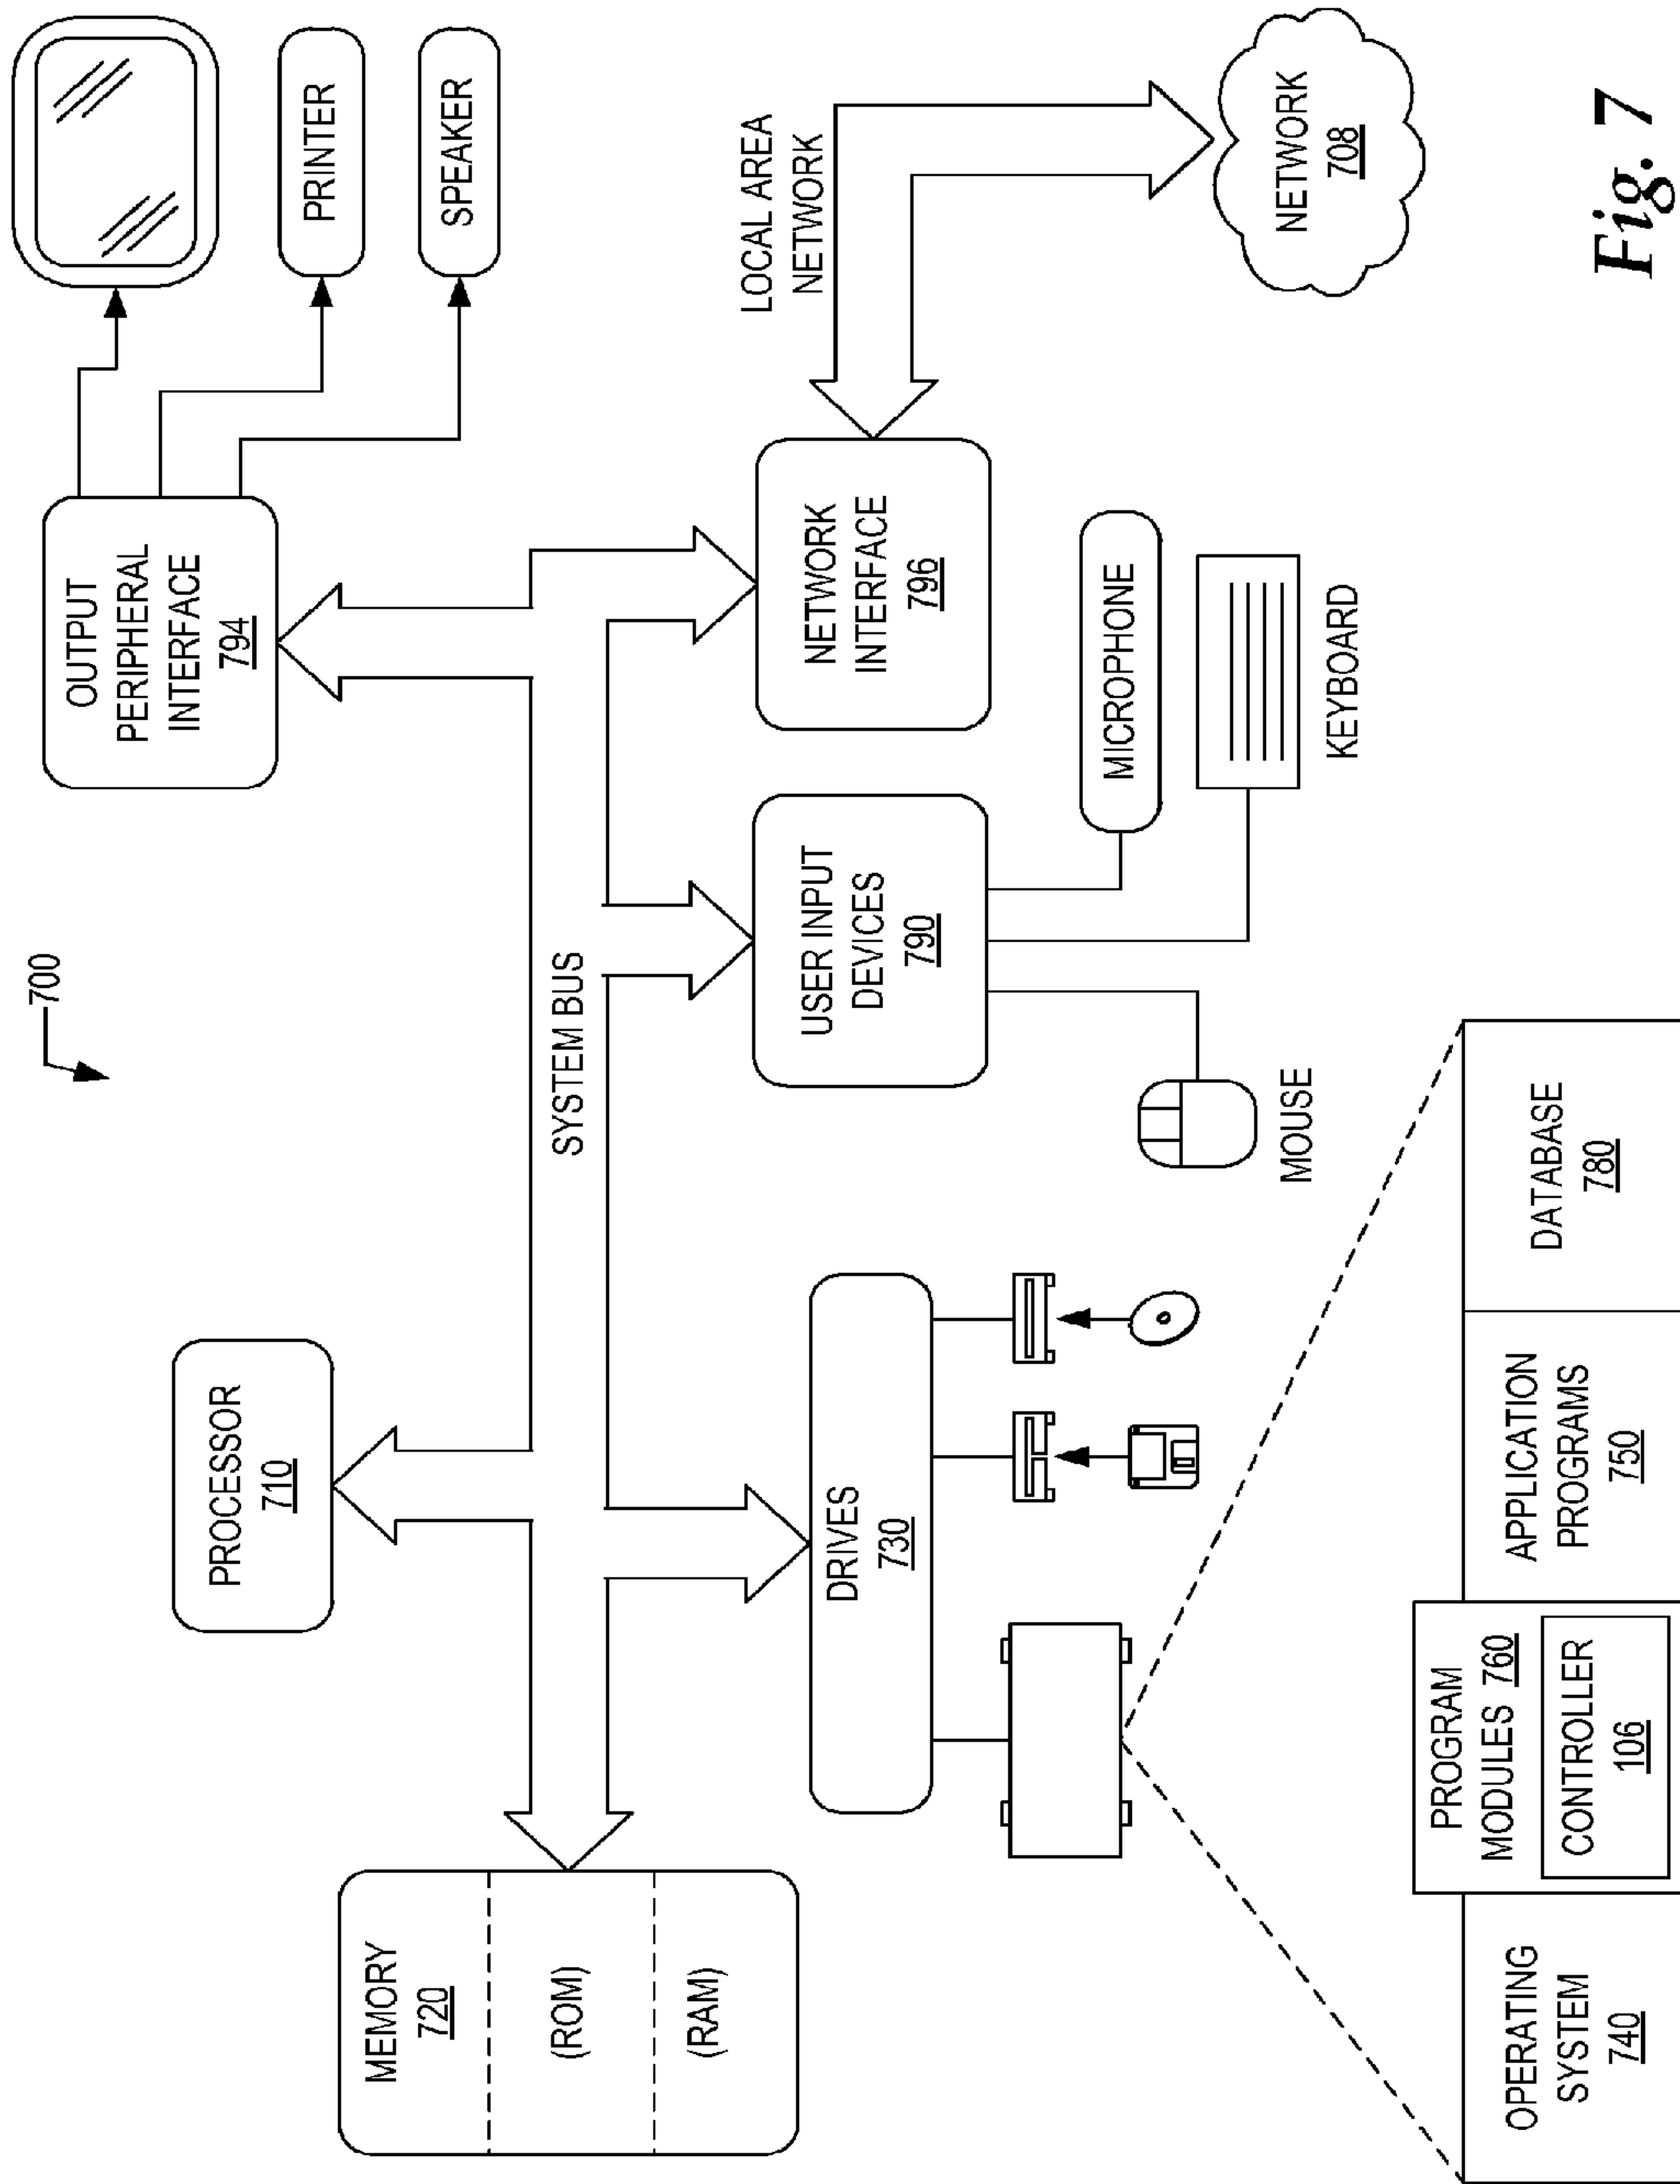 700
PROCESSOR
710
OUTPUT
PERIPHERAL
INTERFACE
794
PRINTER
SPEAKER
MEMORY
720
(ROM)
(RAM)
SYSTEM BUS
DRIVES
730
USER INPUT
DEVICES
790
NETWORK
INTERFACE
796
LOCAL AREA
NETWORK
MOUSE
MICROPHONE
KEYBOARD
NETWORK
708
OPERATING
SYSTEM
740
PROGRAM
MODULES 760
CONTROLLER
106
APPLICATION
PROGRAMS
750
DATABASE
780
Fig. 7